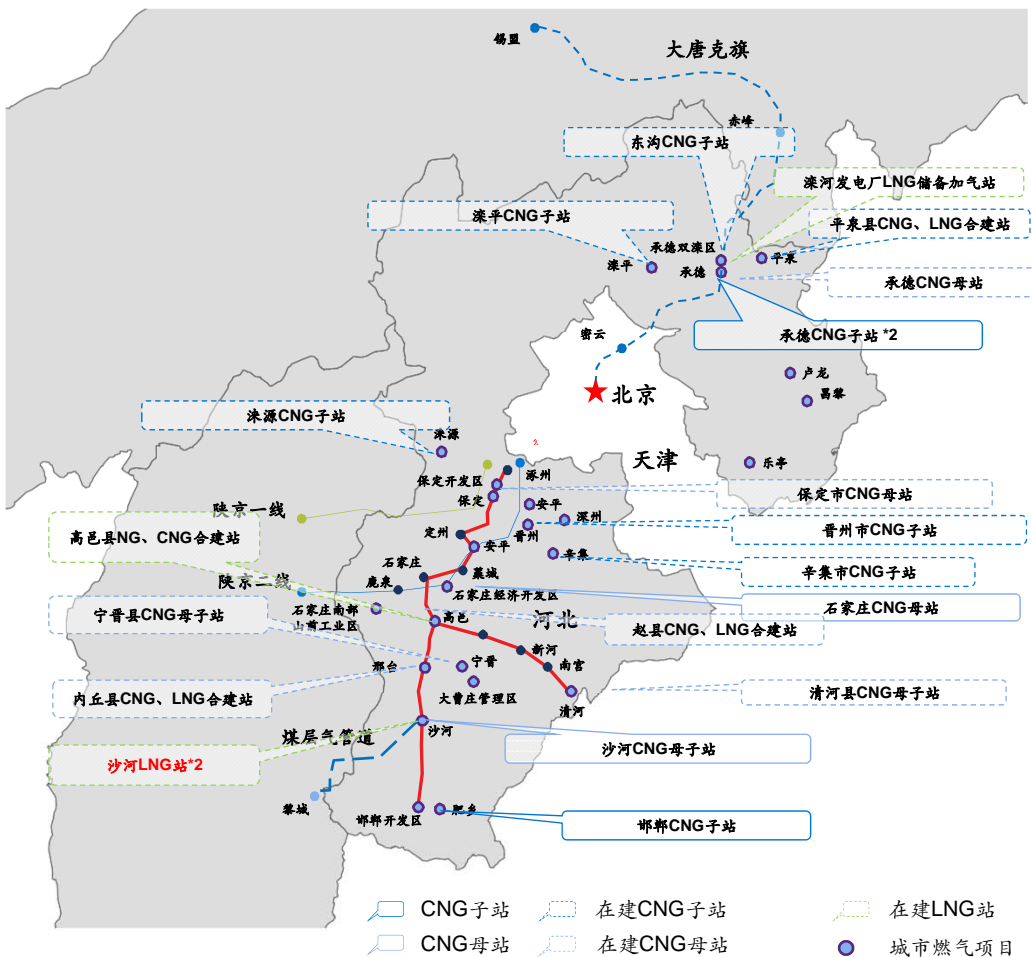 锡盟
大唐克旗
赤峰
东沟CNG子站
滦河发电厂LNG储备加气站
滦平CNG子站
平泉县CNG、LNG合建站
承德双滦区
滦平
平泉
承德
承德CNG母站
承德CNG子站 *2
密云
北京
卢龙
昌黎
涞源CNG子站
涞源
天津
乐亭
涿州
保定开发区
保定
保定市CNG母站
陕京一线
安平
深州
晋州
晋州市CNG子站
高邑县NG、CNG合建站
定州
安平
辛集
辛集市CNG子站
石家庄
藁城
陕京二线
鹿泉
石家庄经济开发区
石家庄CNG母站
宁晋县CNG母子站
石家庄南部
山前工业区
高邑
河北
赵县CNG、LNG合建站
新河
邢台
宁晋
南宫
内丘县CNG、LNG合建站
大曹庄管理区
清河
清河县CNG母子站
煤层气管道
沙河
沙河CNG母子站
沙河LNG站*2
黎城
邯郸开发区
肥乡
邯郸CNG子站
CNG子站
在建CNG子站
在建LNG站
CNG母站
在建CNG母站
城市燃气项目